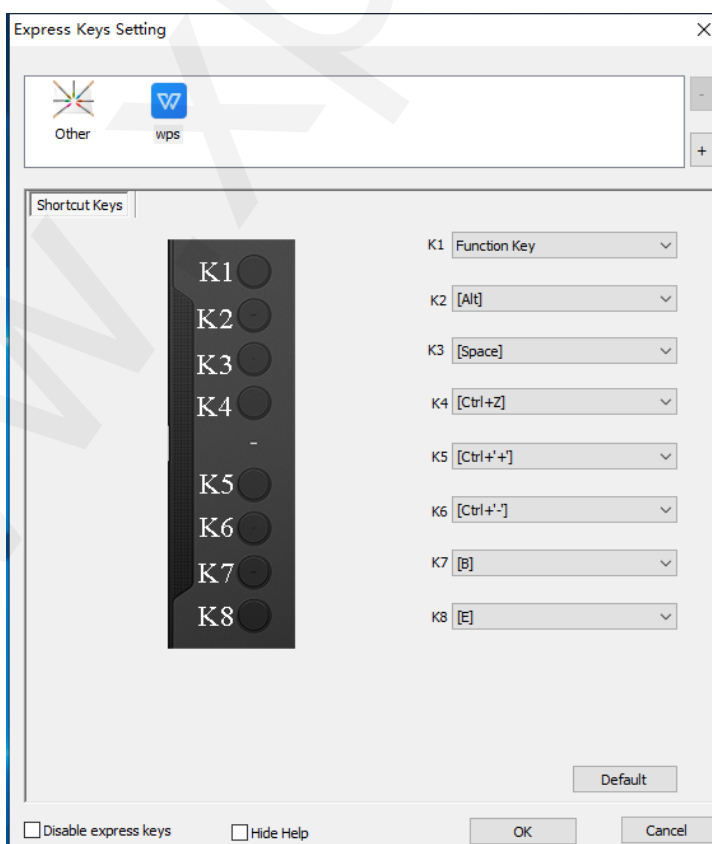 Express Keys Setting
Other
wps
-
+
Shortcut Keys
K1
K2
K3
K4
K5
K6
K7
K8
K1 Function Key
K2 [Alt]
K3 [Space]
K4 [Ctrl+Z]
K5 [Ctrl+'+']
K6 [Ctrl+'-']
K7 [B]
K8 [E]
Default
Disable express keys
Hide Help
OK
Cancel